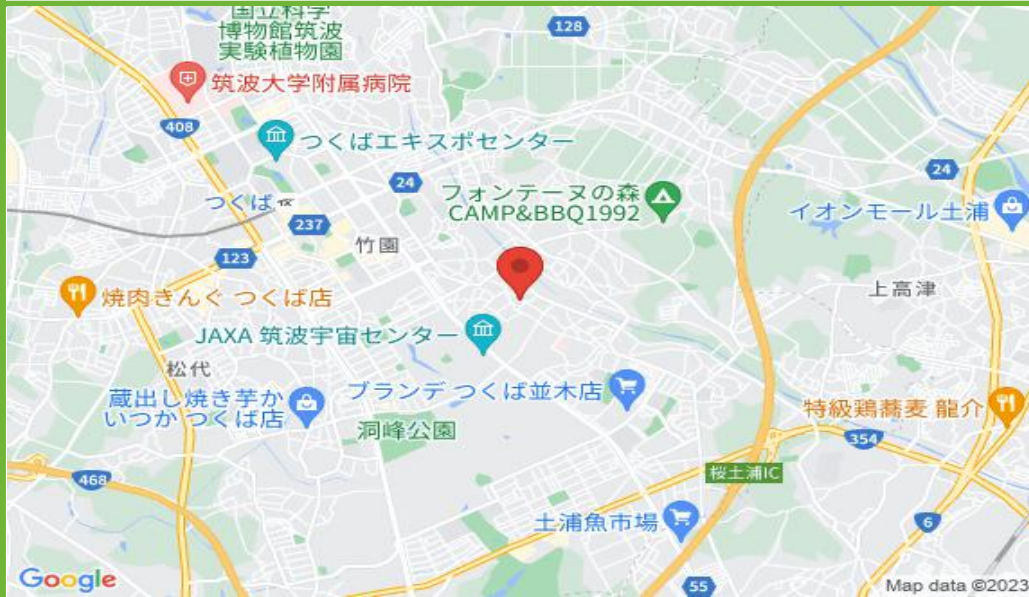 国立科学
博物館筑波
実験植物園
128
筑波大学附属病院
408
つくばエキスポセンター
24
24
つくば
フォンテーヌの森
CAMP&BBQ1992
イオンモール土浦
237
竹園
123
上高津
焼肉きんぐ つくば店
JAXA 筑波宇宙センター
松代
ブランデ つくば並木店
蔵出し焼き芋か
いつか つくば店
特級鶏蕎麦 龍介
洞峰公園
354
468
桜土浦IC
土浦魚市場
6
Google
55
Map data ©2023